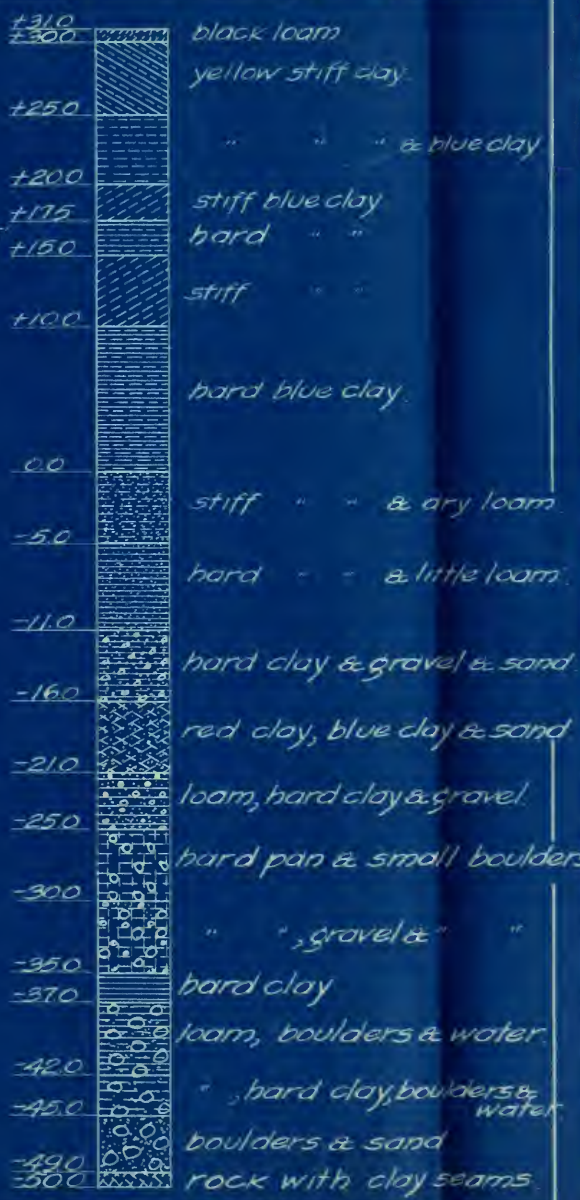 +31.0 black loam
+30.0
yellow stiff clay
+25.0
" " " & blue clay
+20.0
stiff blue clay
+17.5
hard " "
+15.0
stiff " "
+10.0
hard blue clay
0.0
stiff " " & dry loam
-5.0
hard " " & little loam
-11.0
hard clay & gravel & sand
-16.0
red clay, blue clay & sand
-21.0
loam, hard clay & gravel
-25.0
hard pan & small boulders
-30.0
" ", gravel & " "
-35.0
hard clay
-37.0
loam, boulders & water
-42.0
", hard clay, boulders &
-45.0 water
boulders & sand
-49.0
-50.0 rock with clay seams